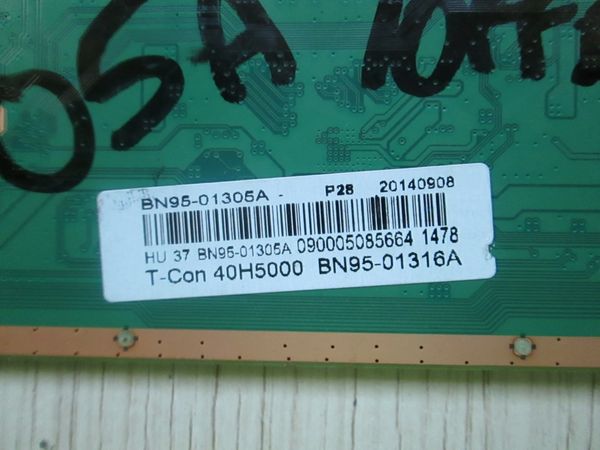 BN95-01305A - P28 20140908
HU 37 BN95-01305A 090005085664 1478
T-Con 40H5000 BN95-01316A